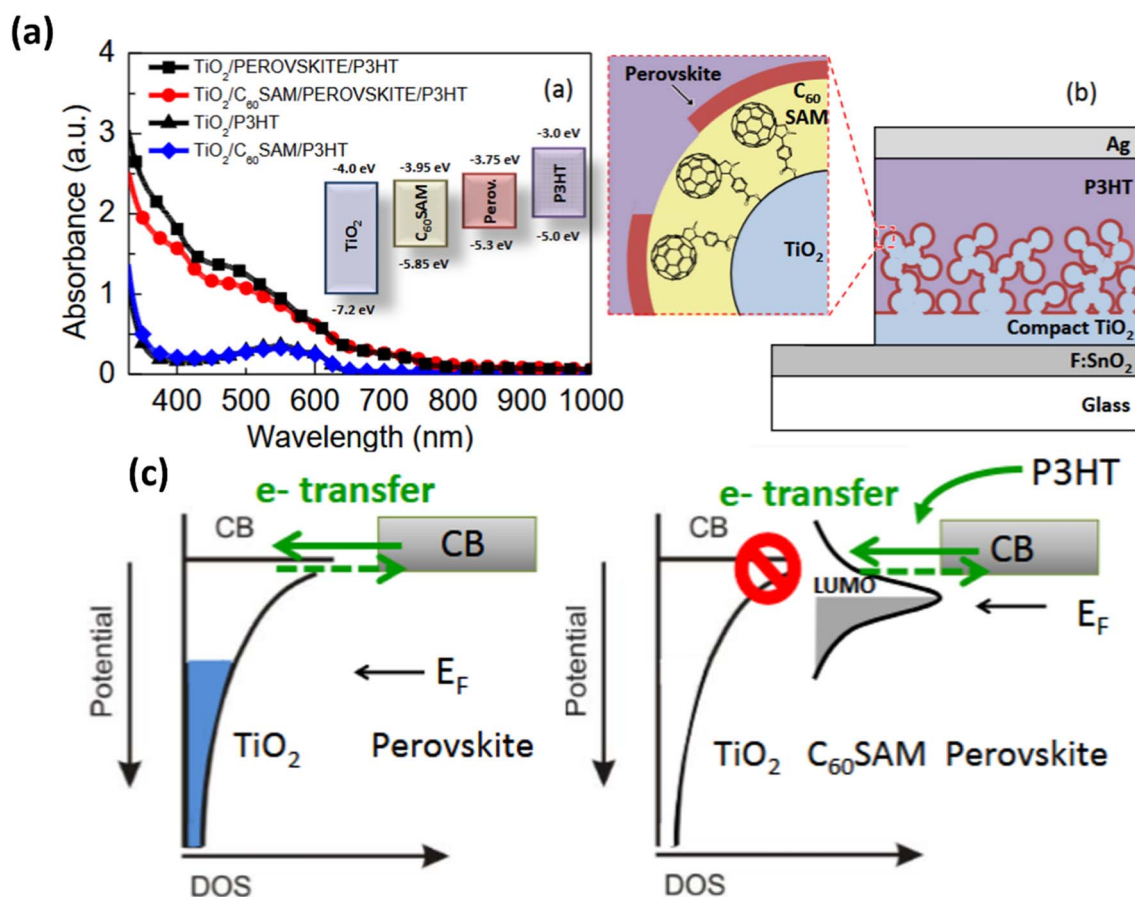 (a)
Absorbance (a.u.)
4
3
2
1
0
TiO₂/PEROVSKITE/P3HT
TiO₂/C₆₀SAM/PEROVSKITE/P3HT
TiO₂/P3HT
TiO₂/C₆₀SAM/P3HT
(a)
-4.0 eV
-3.95 eV
-3.75 eV
-3.0 eV
TiO₂
C₆₀SAM
Perov.
P3HT
-7.2 eV
-5.85 eV
-5.3 eV
-5.0 eV
400 500 600 700 800 900 1000
Wavelength (nm)
Perovskite
C₆₀
SAM
TiO₂
(b)
Ag
P3HT
Compact TiO₂
F:SnO₂
Glass
(c)
e- transfer
CB
CB
Potential
E_F
TiO₂
Perovskite
DOS
e- transfer
P3HT
CB
CB
LUMO
Potential
E_F
TiO₂
C₆₀SAM
Perovskite
DOS